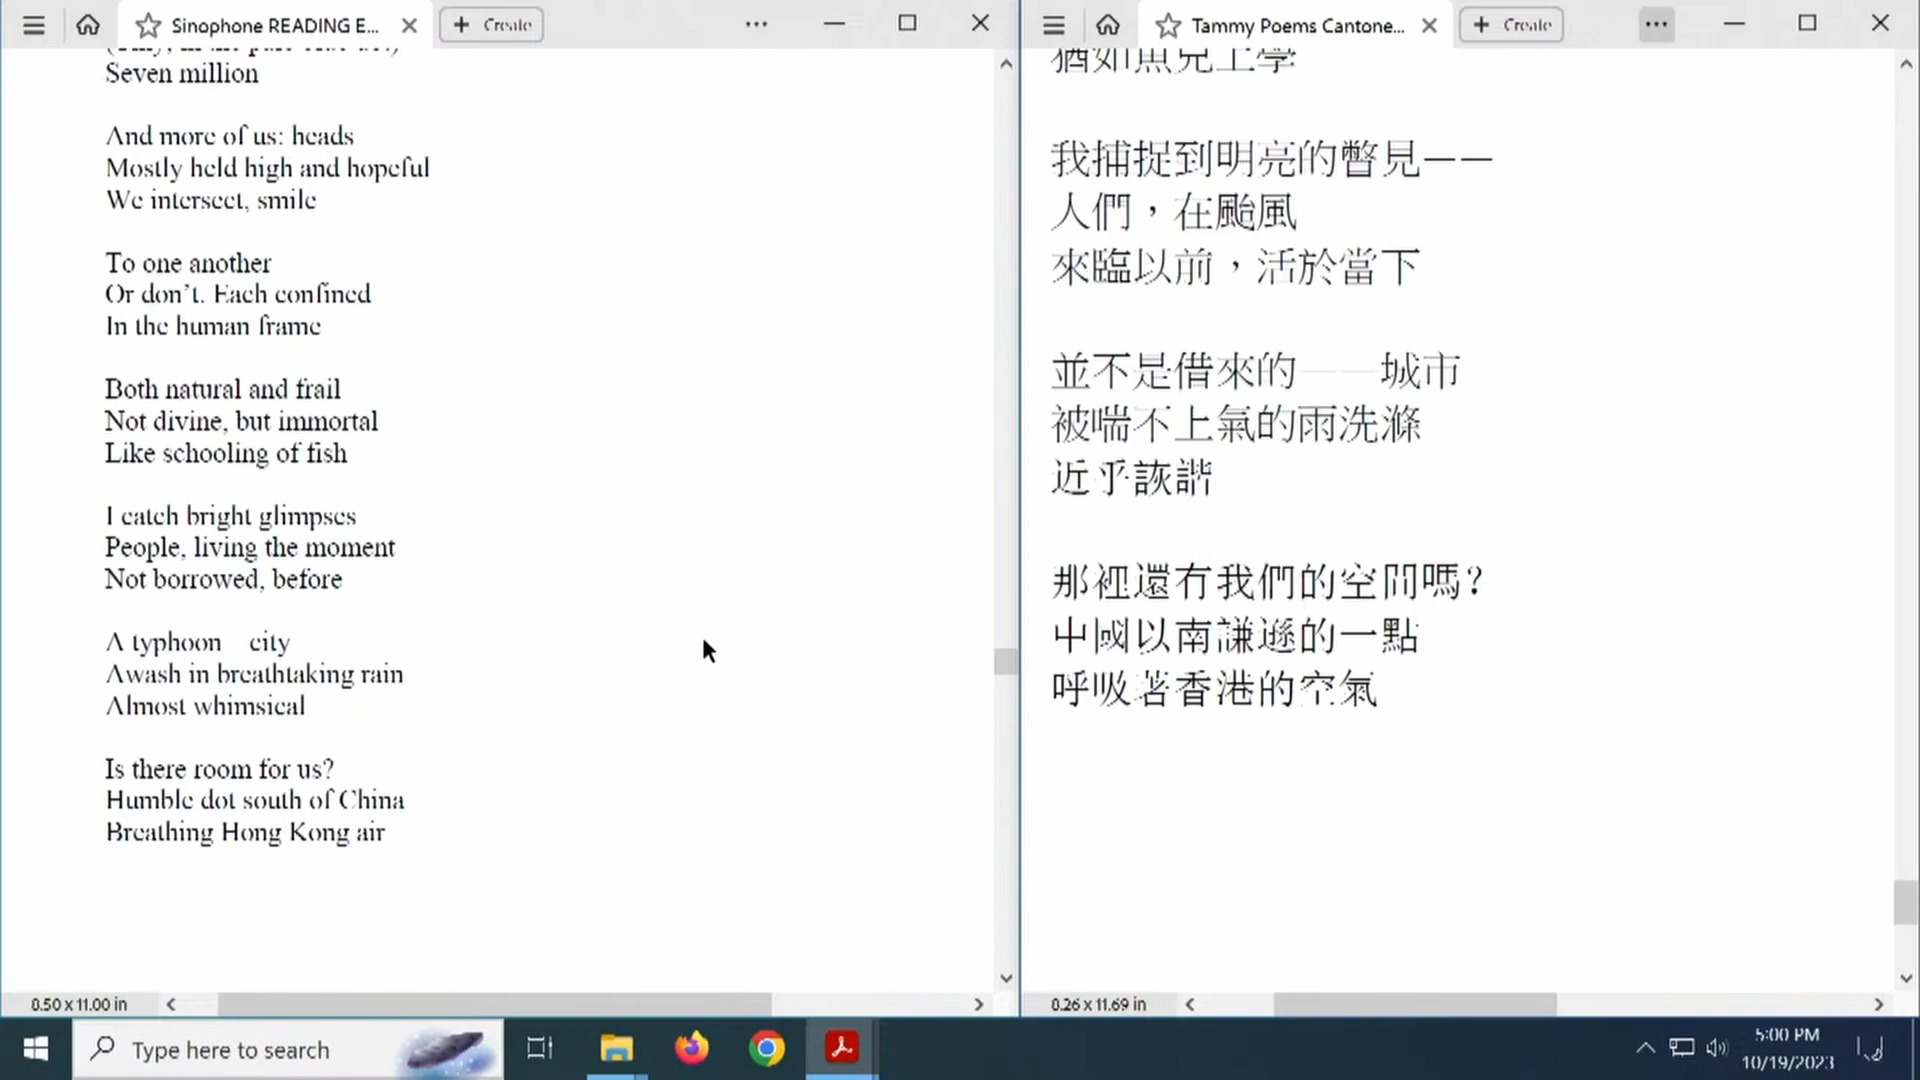 Sinophone READING E...
Create
Seven million
And more of us: heads
Mostly held high and hopeful
We intersect, smile
To one another
Or don't. Each confined
In the human frame
Both natural and frail
Not divine, but immortal
Like schooling of fish
I catch bright glimpses
People, living the moment
Not borrowed, before
A typhoon city
Awash in breathtaking rain
Almost whimsical
Is there room for us?
Humble dot south of China
Breathing Hong Kong air
8.50 x 11.00 in
Tammy Poems Cantone...
Create
猶如魚兒上學
我捕捉到明亮的瞥見——
人們，在颱風
來臨以前，活於當下
並不是借來的——城市
被喘不上氣的雨洗滌
近乎詼諧
那裡還有我們的空間嗎？
中國以南謙遜的一點
呼吸著香港的空氣
8.26 x 11.69 in
Type here to search
5:00 PM
10/19/2023